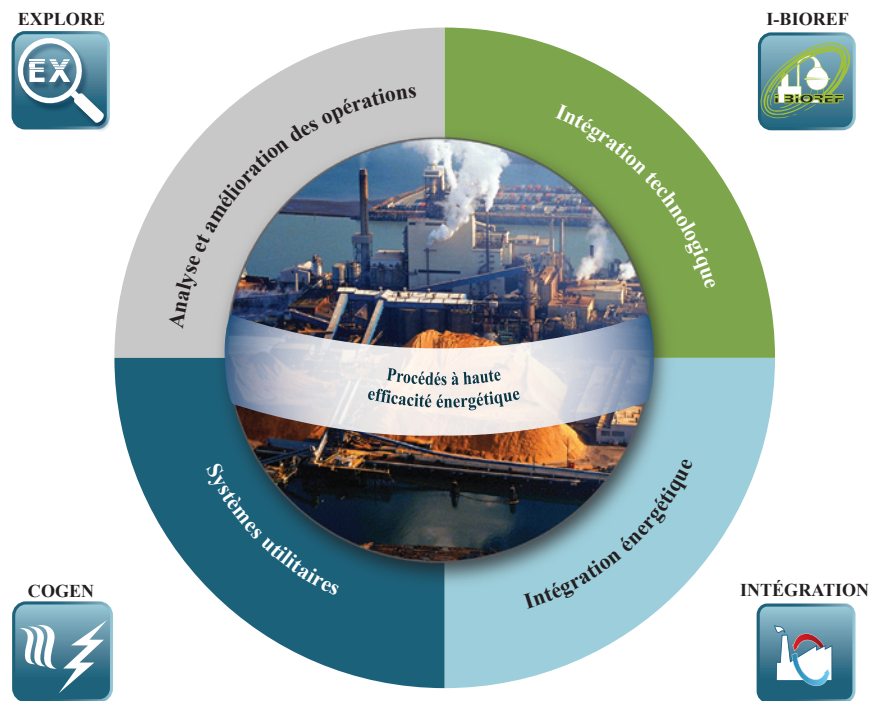 EXPLORE
EX
I-BIOREF
i-BIOREF
Analyse et amélioration des opérations
Intégration technologique
Procédés à haute
efficacité énergétique
Systèmes utilitaires
Intégration énergétique
COGEN
INTÉGRATION